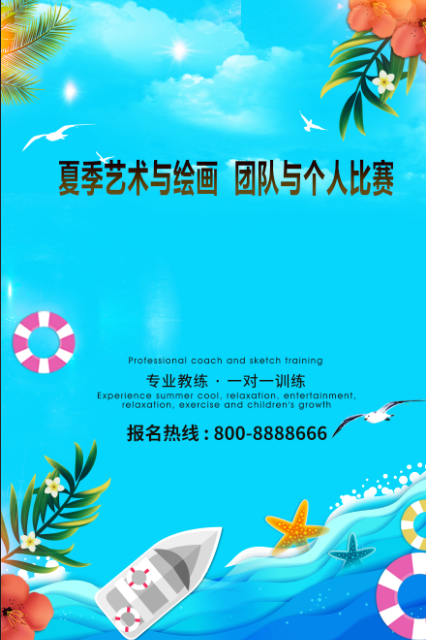 夏季艺术与绘画 团队与个人比赛
Professional coach and sketch training
专业教练 · 一对一训练
Experience summer cool, relaxation, entertainment,
relaxation, exercise and children's growth
报名热线 : 800-8888666